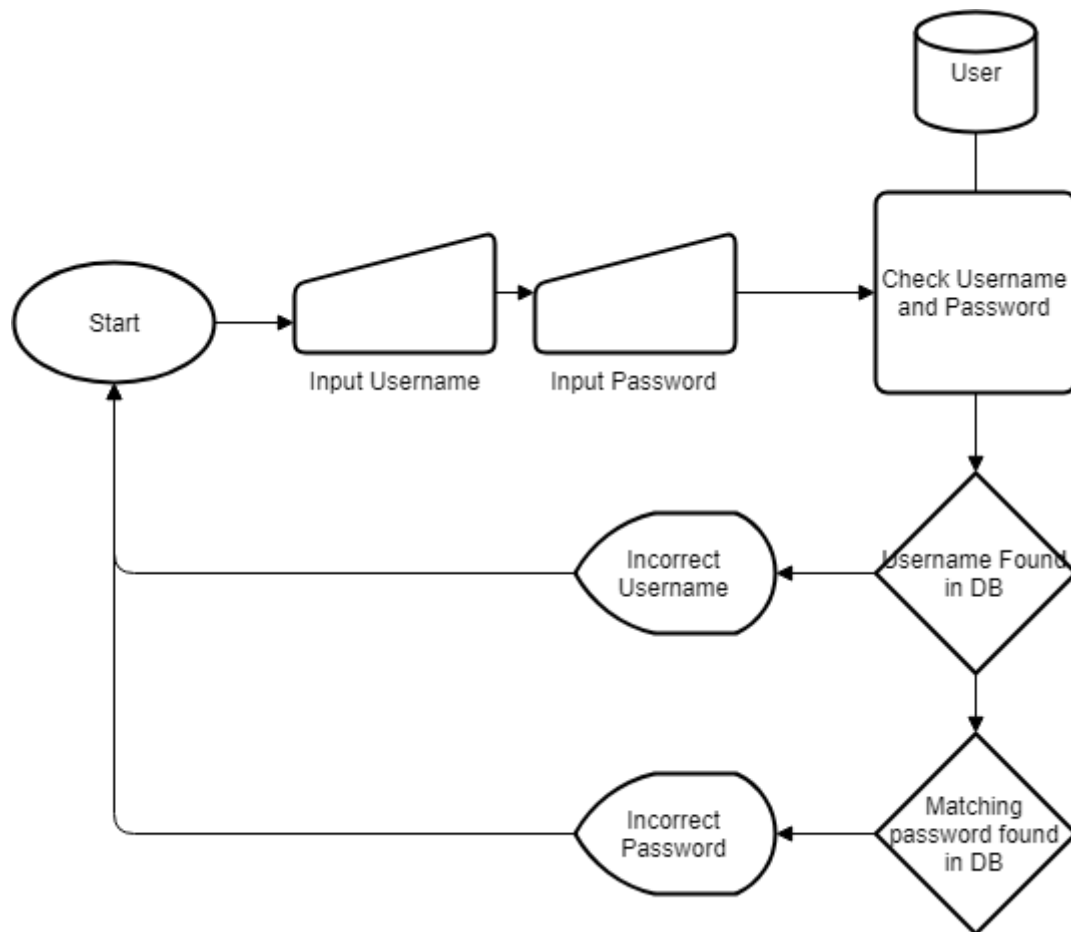 User
Check Username
and Password
Start
Input Username
Input Password
Incorrect
Username
Username Found
in DB
Incorrect
Password
Matching
password found
in DB